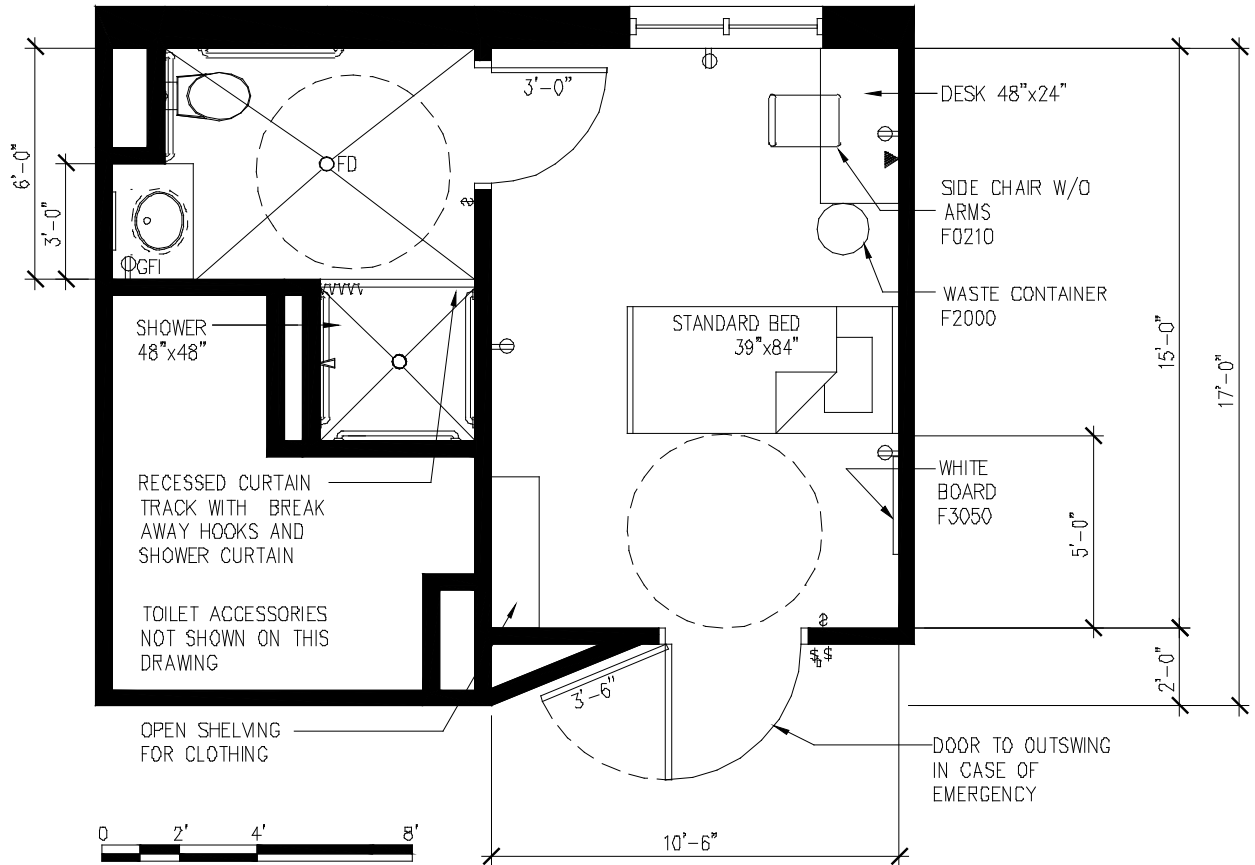 3'-0"
DESK 48"x24"
6'-0"
3'-0"
FD
SIDE CHAIR W/O
ARMS
F0210
GFI
WASTE CONTAINER
F2000
SHOWER
48"x48"
STANDARD BED
39"x84"
15'-0"
17'-0"
RECESSED CURTAIN
TRACK WITH BREAK
AWAY HOOKS AND
SHOWER CURTAIN
WHITE
BOARD
F3050
5'-0"
TOILET ACCESSORIES
NOT SHOWN ON THIS
DRAWING
2'-0"
3'-6"
OPEN SHELVING
FOR CLOTHING
DOOR TO OUTSWING
IN CASE OF
EMERGENCY
0 2' 4' 8'
10'-6"